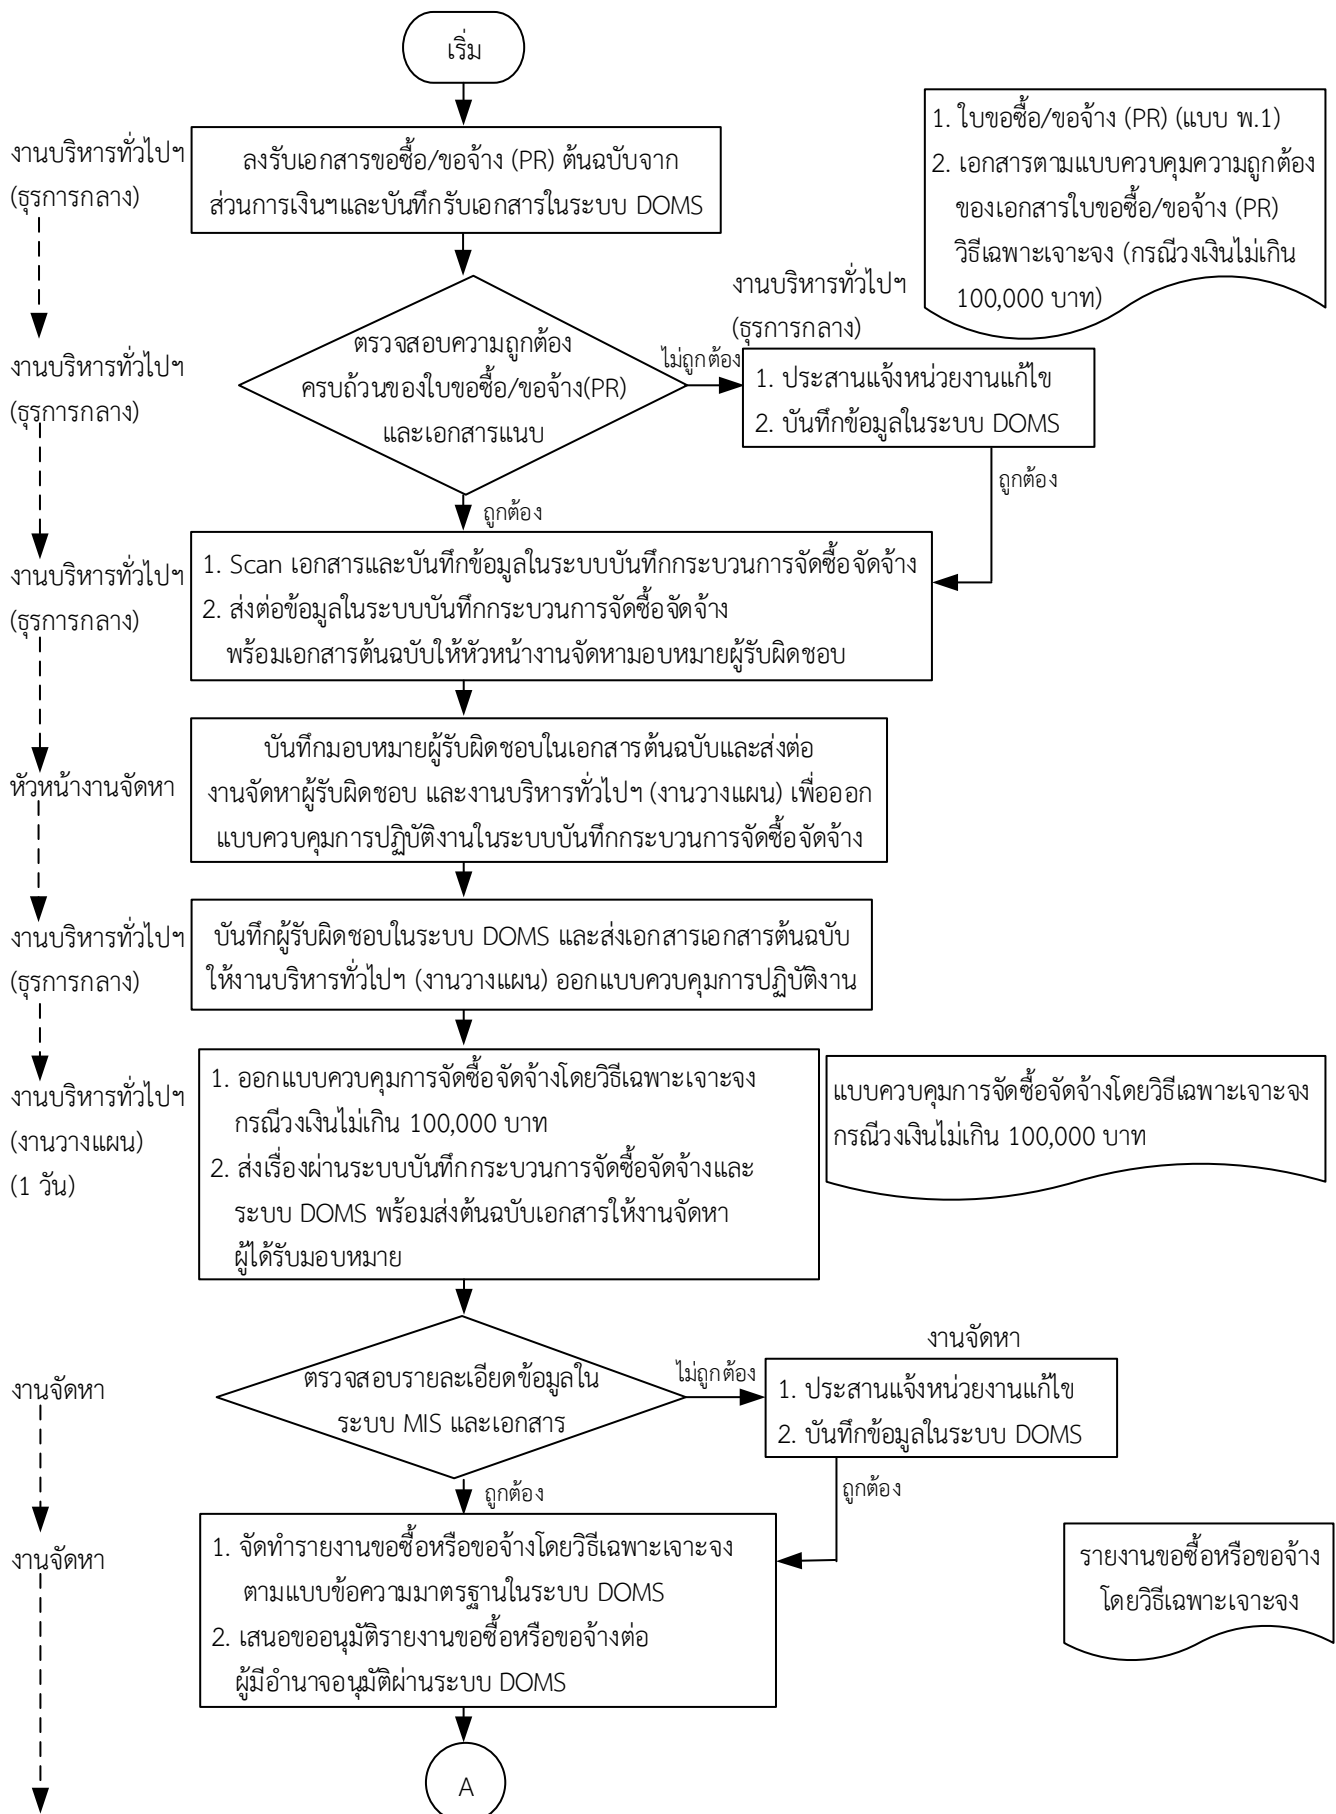 เริ่ม
1. ใบขอซื้อ/ขอจ้าง (PR) (แบบ พ.1)
2. เอกสารตามแบบควบคุมความถูกต้อง
ของเอกสารใบขอซื้อ/ขอจ้าง (PR)
วิธีเฉพาะเจาะจง (กรณีวงเงินไม่เกิน
100,000 บาท)
งานบริหารทั่วไปฯ
(ธุรการกลาง)
ลงรับเอกสารขอซื้อ/ขอจ้าง (PR) ต้นฉบับจาก
ส่วนการเงินฯและบันทึกรับเอกสารในระบบ DOMS
งานบริหารทั่วไปฯ
(ธุรการกลาง)
ตรวจสอบความถูกต้อง
ครบถ้วนของใบขอซื้อ/ขอจ้าง(PR)
และเอกสารแนบ
ไม่ถูกต้อง
งานบริหารทั่วไปฯ
(ธุรการกลาง)
1. ประสานแจ้งหน่วยงานแก้ไข
2. บันทึกข้อมูลในระบบ DOMS
ถูกต้อง
ถูกต้อง
งานบริหารทั่วไปฯ
(ธุรการกลาง)
1. Scan เอกสารและบันทึกข้อมูลในระบบบันทึกกระบวนการจัดซื้อจัดจ้าง
2. ส่งต่อข้อมูลในระบบบันทึกกระบวนการจัดซื้อจัดจ้าง
พร้อมเอกสารต้นฉบับให้หัวหน้างานจัดหามอบหมายผู้รับผิดชอบ
หัวหน้างานจัดหา
บันทึกมอบหมายผู้รับผิดชอบในเอกสารต้นฉบับและส่งต่อ
งานจัดหาผู้รับผิดชอบ และงานบริหารทั่วไปฯ (งานวางแผน) เพื่อออก
แบบควบคุมการปฏิบัติงานในระบบบันทึกกระบวนการจัดซื้อจัดจ้าง
งานบริหารทั่วไปฯ
(ธุรการกลาง)
บันทึกผู้รับผิดชอบในระบบ DOMS และส่งเอกสารเอกสารต้นฉบับ
ให้งานบริหารทั่วไปฯ (งานวางแผน) ออกแบบควบคุมการปฏิบัติงาน
งานบริหารทั่วไปฯ
(งานวางแผน)
(1 วัน)
1. ออกแบบควบคุมการจัดซื้อจัดจ้างโดยวิธีเฉพาะเจาะจง
กรณีวงเงินไม่เกิน 100,000 บาท
2. ส่งเรื่องผ่านระบบบันทึกกระบวนการจัดซื้อจัดจ้างและ
ระบบ DOMS พร้อมส่งต้นฉบับเอกสารให้งานจัดหา
ผู้ได้รับมอบหมาย
แบบควบคุมการจัดซื้อจัดจ้างโดยวิธีเฉพาะเจาะจง
กรณีวงเงินไม่เกิน 100,000 บาท
งานจัดหา
ตรวจสอบรายละเอียดข้อมูลใน
ระบบ MIS และเอกสาร
ไม่ถูกต้อง
งานจัดหา
1. ประสานแจ้งหน่วยงานแก้ไข
2. บันทึกข้อมูลในระบบ DOMS
ถูกต้อง
ถูกต้อง
งานจัดหา
1. จัดทำรายงานขอซื้อหรือขอจ้างโดยวิธีเฉพาะเจาะจง
ตามแบบข้อความมาตรฐานในระบบ DOMS
2. เสนอขออนุมัติรายงานขอซื้อหรือขอจ้างต่อ
ผู้มีอำนาจอนุมัติผ่านระบบ DOMS
รายงานขอซื้อหรือขอจ้าง
โดยวิธีเฉพาะเจาะจง
A